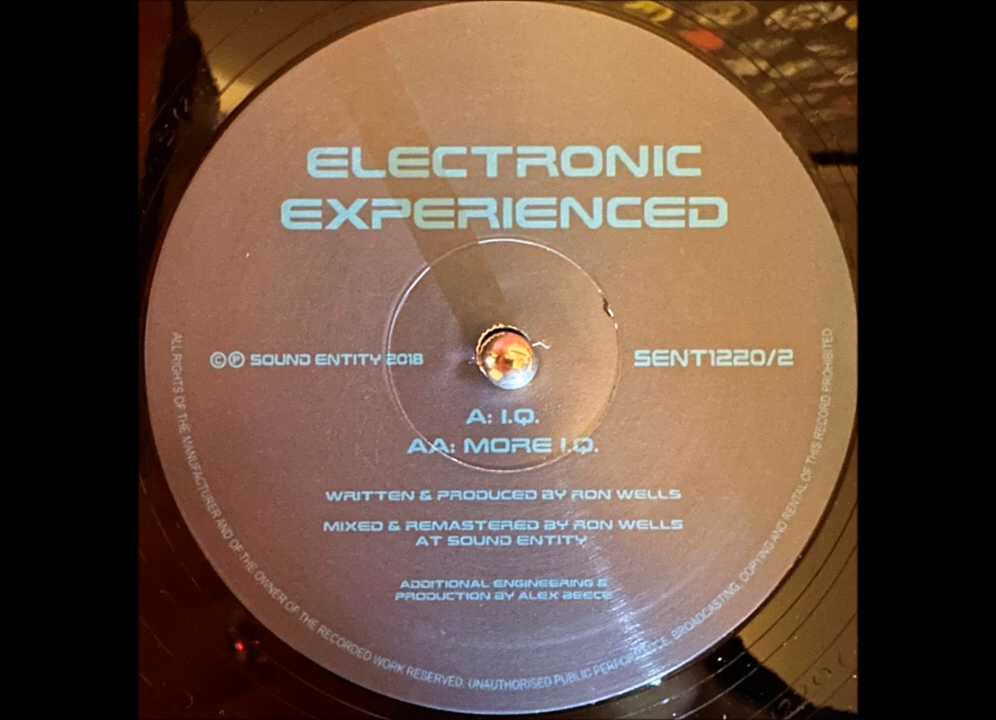 ELECTRONIC
EXPERIENCED
©℗ SOUND ENTITY 2018
SENT1220/2
A: I.Q.
AA: MORE I.Q.
WRITTEN & PRODUCED BY RON WELLS
MIXED & REMASTERED BY RON WELLS
AT SOUND ENTITY
ADDITIONAL ENGINEERING &
PRODUCTION BY ALEX REECE
ALL RIGHTS OF THE MANUFACTURER AND OF THE OWNER OF THE RECORDED WORK RESERVED. UNAUTHORISED PUBLIC PERFORMANCE, BROADCASTING, COPYING AND RENTAL OF THIS RECORD PROHIBITED